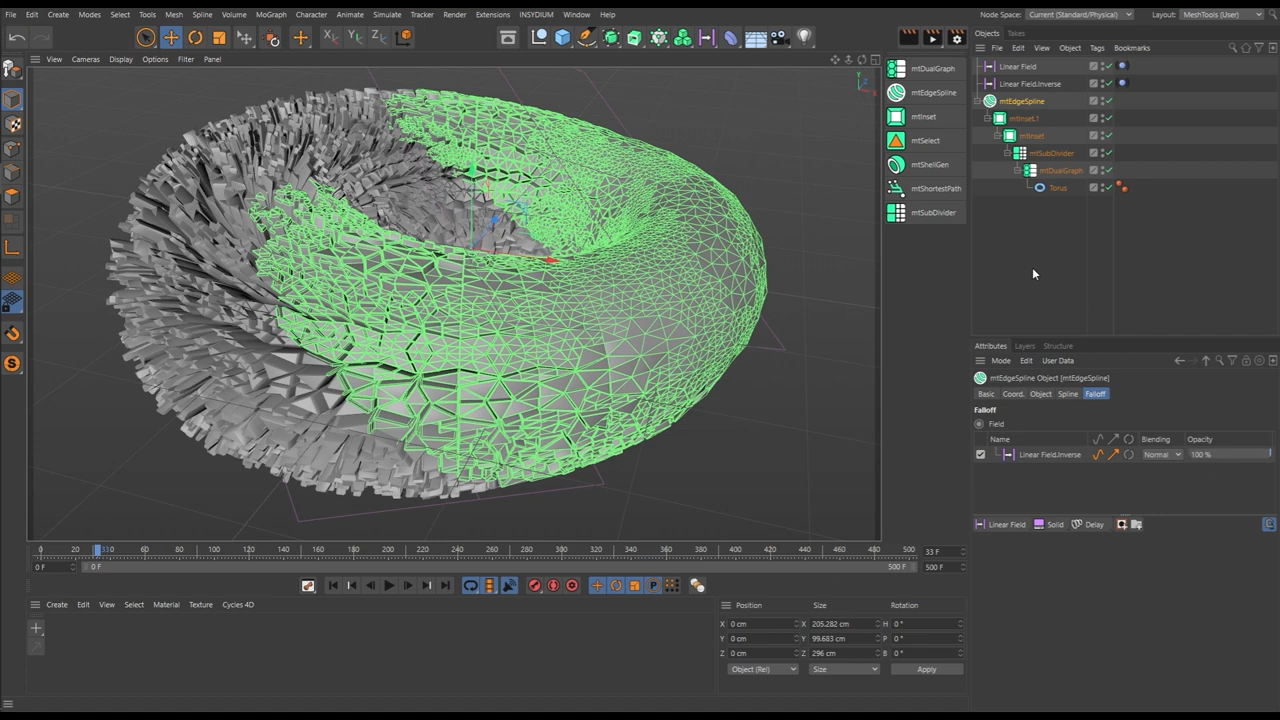 File Edit Create Modes Select Tools Mesh Spline Volume MoGraph Character Animate Simulate Tracker Render Extensions INSYDIUM Window Help
Node Space: Current (Standard/Physical) Layout: MeshTools (User)
Objects Takes
File Edit View Object Tags Bookmarks
View Cameras Display Options Filter Panel
Linear Field
Linear Field.Inverse
mtEdgeSpline
mtInset.1
mtInset
mtSubDivider
mtDualGraph
Torus
mtDualGraph
mtEdgeSpline
mtInset
mtSelect
mtShellGen
mtShortestPath
mtSubDivider
Y
X
Attributes Layers Structure
Mode Edit User Data
mtEdgeSpline Object [mtEdgeSpline]
Basic Coord. Object Spline Falloff
Falloff
Field
Name Blending Opacity
Linear Field.Inverse Normal 100 %
Linear Field Solid Delay
0 20 33 0 60 80 100 120 140 160 180 200 220 240 260 280 300 320 340 360 380 400 420 440 460 480 500 33 F
0 F 0 F 500 F 500 F
Create Edit View Select Material Texture Cycles 4D
Position Size Rotation
X 0 cm X 205.282 cm H 0 °
Y 0 cm Y 99.683 cm P 0 °
Z 0 cm Z 296 cm B 0 °
Object (Rel) Size Apply